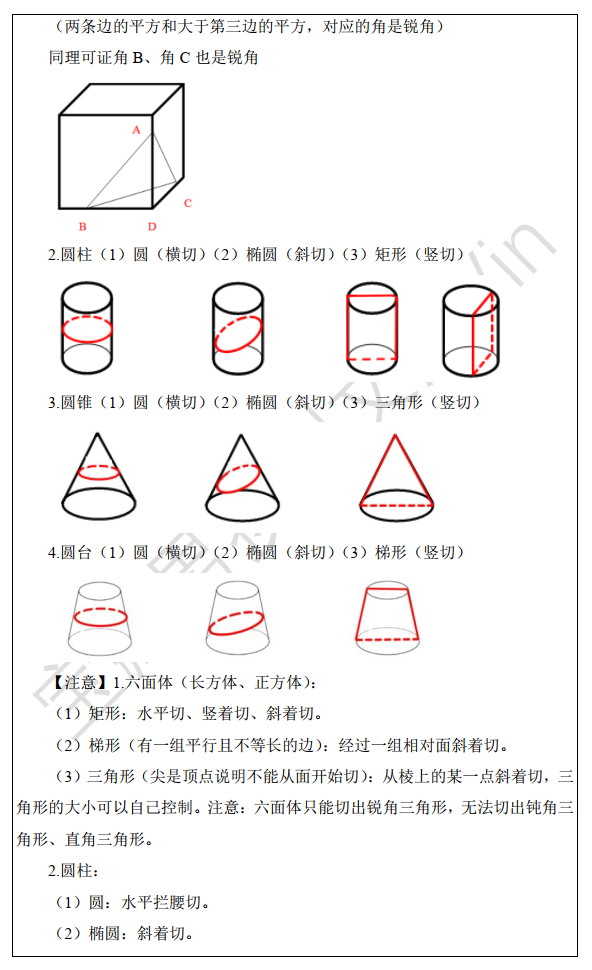 （两条边的平方和大于第三边的平方，对应的角是锐角）
同理可证角 B、角 C 也是锐角
A
C
B
D
2.圆柱（1）圆（横切）（2）椭圆（斜切）（3）矩形（竖切）
3.圆锥（1）圆（横切）（2）椭圆（斜切）（3）三角形（竖切）
4.圆台（1）圆（横切）（2）椭圆（斜切）（3）梯形（竖切）
【注意】1.六面体（长方体、正方体）：
（1）矩形：水平切、竖着切、斜着切。
（2）梯形（有一组平行且不等长的边）：经过一组相对面斜着切。
（3）三角形（尖是顶点说明不能从面开始切）：从棱上的某一点斜着切，三
角形的大小可以自己控制。注意：六面体只能切出锐角三角形，无法切出钝角三
角形、直角三角形。
2.圆柱：
（1）圆：水平拦腰切。
（2）椭圆：斜着切。